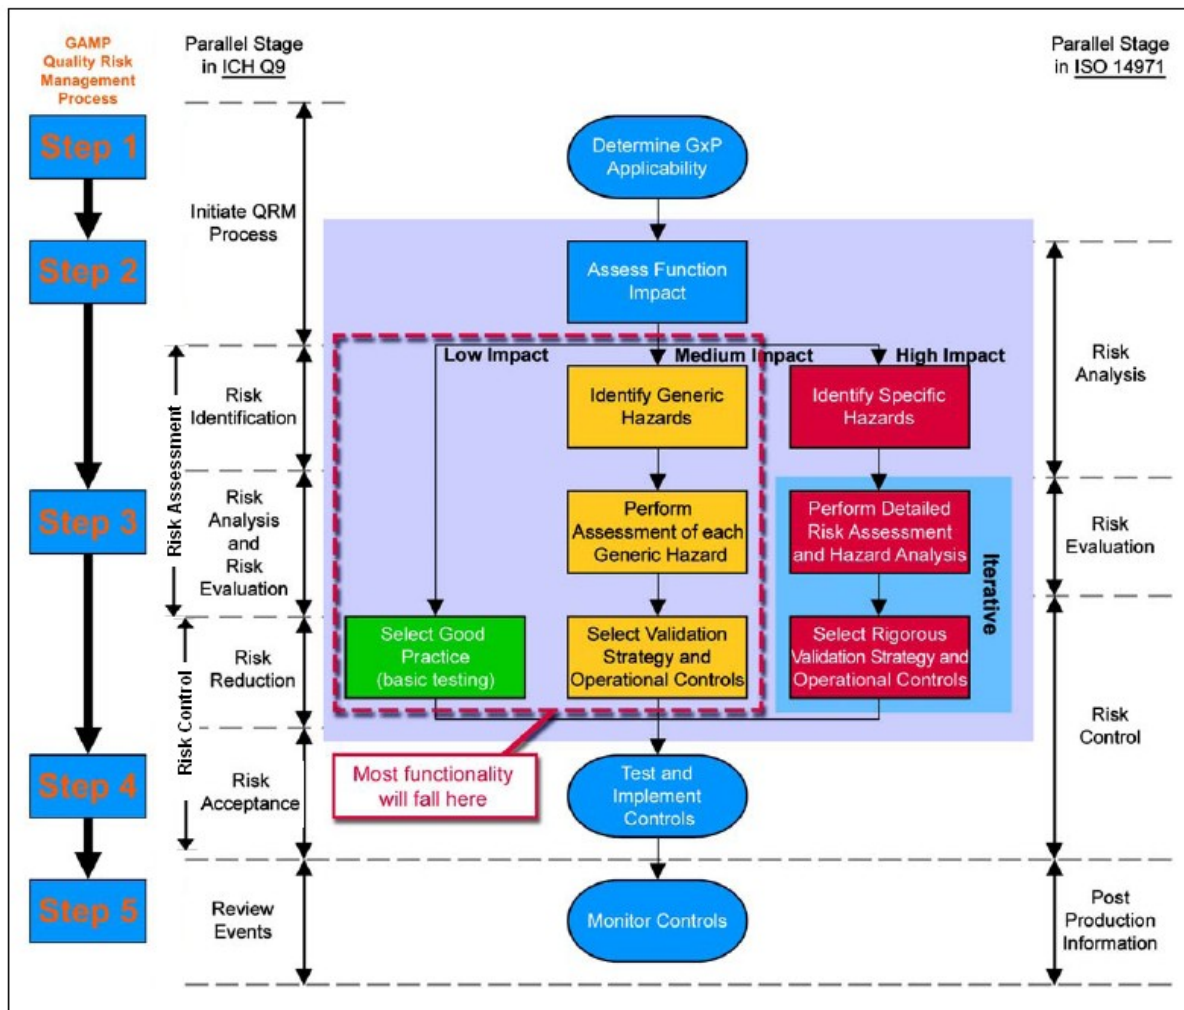 GAMP
Quality Risk
Management
Process
Parallel Stage
in ICH Q9
Parallel Stage
in ISO 14971
Step 1
Determine GxP
Applicability
Initiate QRM
Process
Step 2
Assess Function
Impact
Low Impact
Medium Impact
High Impact
Risk
Analysis
Risk Assessment
Risk
Identification
Identify Generic
Hazards
Identify Specific
Hazards
Step 3
Risk
Analysis
and
Risk
Evaluation
Perform
Assessment of each
Generic Hazard
Perform Detailed
Risk Assessment
and Hazard Analysis
Iterative
Risk
Evaluation
Risk Control
Risk
Reduction
Select Good
Practice
(basic testing)
Select Validation
Strategy and
Operational Controls
Select Rigorous
Validation Strategy and
Operational Controls
Risk
Control
Most functionality
will fall here
Step 4
Risk
Acceptance
Test and
Implement
Controls
Step 5
Review
Events
Monitor Controls
Post
Production
Information